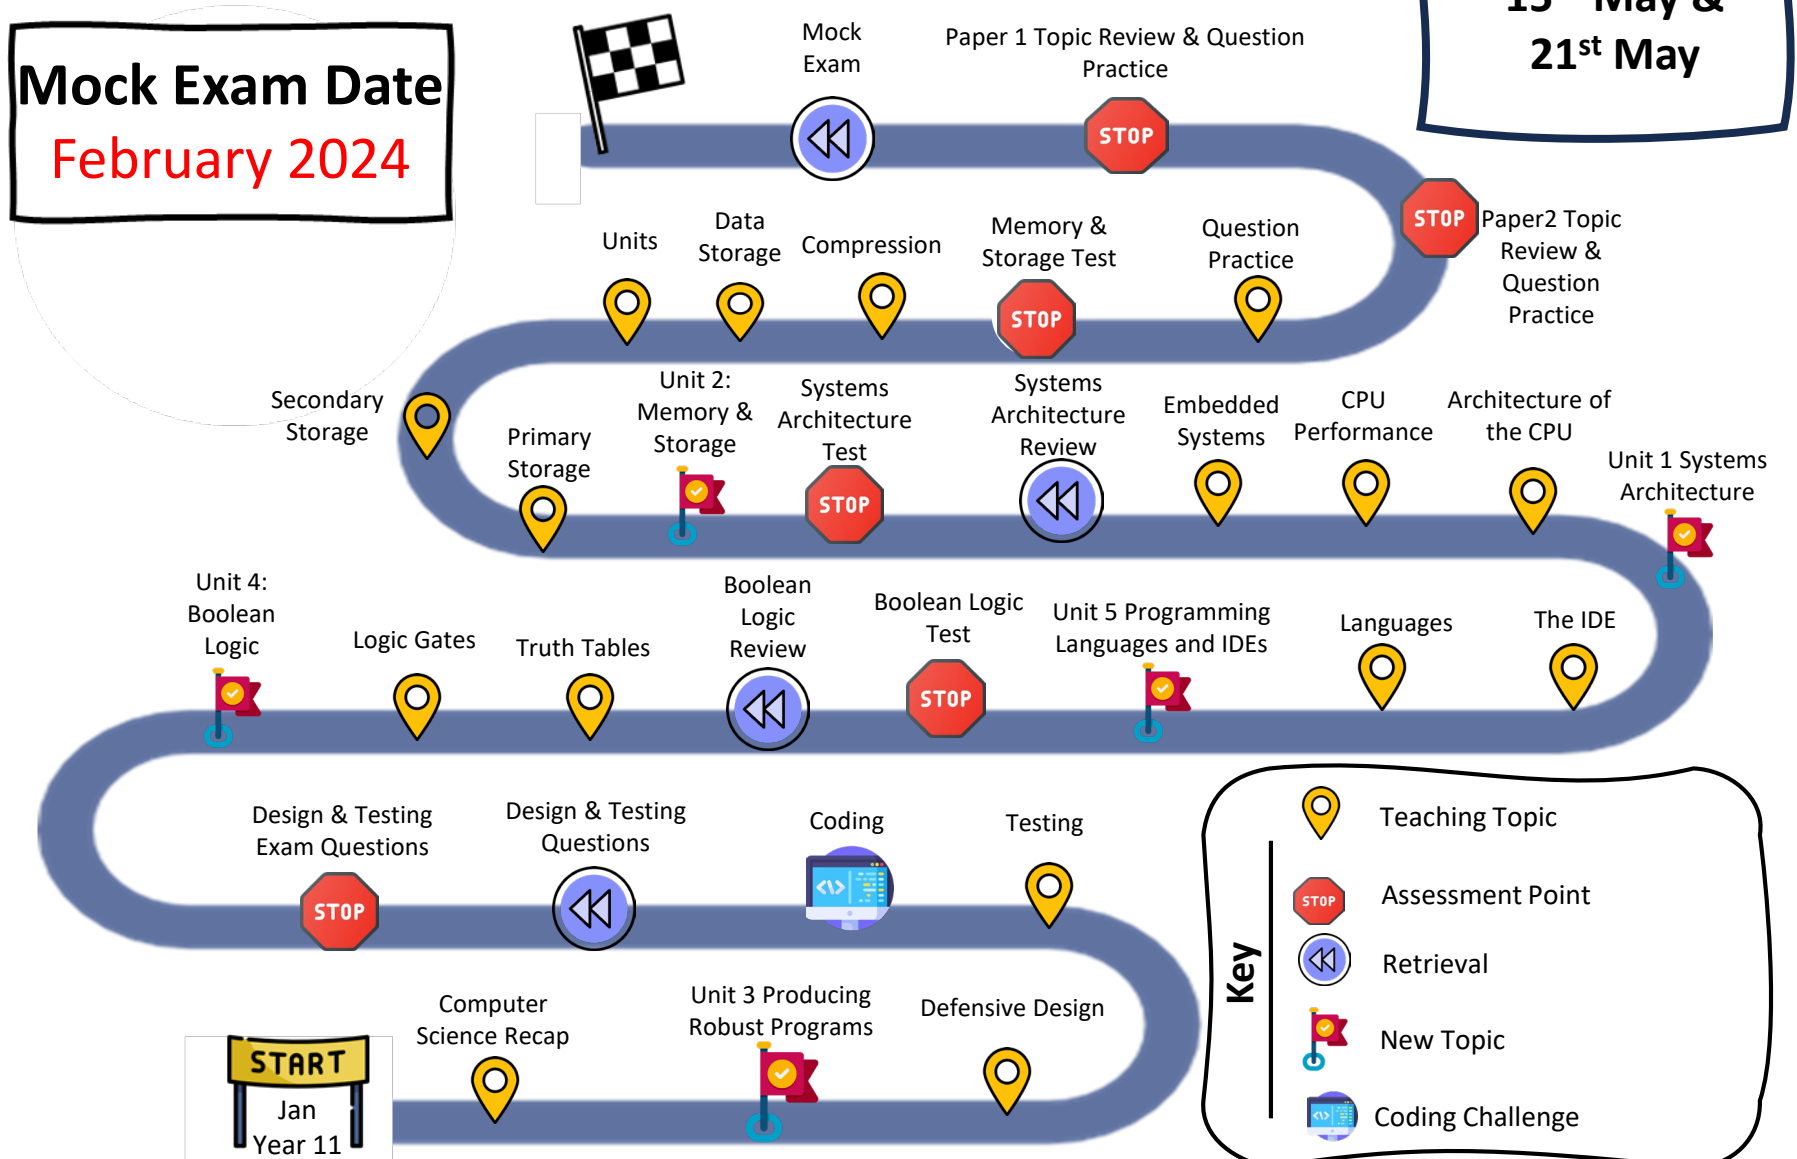 Mock Exam Date
February 2024
Mock
Exam
Paper 1 Topic Review & Question
Practice
May &
21st May
STOP
STOP
Paper2 Topic
Review &
Question
Practice
Units
Data
Storage
Compression
Memory &
Storage Test
STOP
Question
Practice
Secondary
Storage
Primary
Storage
Unit 2:
Memory &
Storage
Systems
Architecture
Test
STOP
Systems
Architecture
Review
Embedded
Systems
CPU
Performance
Architecture of
the CPU
Unit 1 Systems
Architecture
Unit 4:
Boolean
Logic
Logic Gates
Truth Tables
Boolean
Logic
Review
Boolean Logic
Test
STOP
Unit 5 Programming
Languages and IDEs
Languages
The IDE
Design & Testing
Exam Questions
STOP
Design & Testing
Questions
Coding
Testing
START
Jan
Year 11
Computer
Science Recap
Unit 3 Producing
Robust Programs
Defensive Design
Key
Teaching Topic
STOP
Assessment Point
Retrieval
New Topic
Coding Challenge